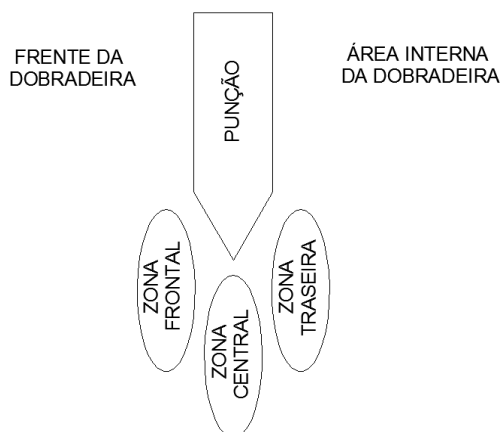 FRENTE DA
DOBRADEIRA
PUNÇÃO
ÁREA INTERNA
DA DOBRADEIRA
ZONA
FRONTAL
ZONA
CENTRAL
ZONA
TRASEIRA